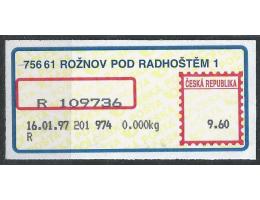 756 61 ROŽNOV POD RADHOŠTĚM 1
ČESKÁ REPUBLIKA
R 109736
16.01.97 201 974 0.000kg 9.60
R